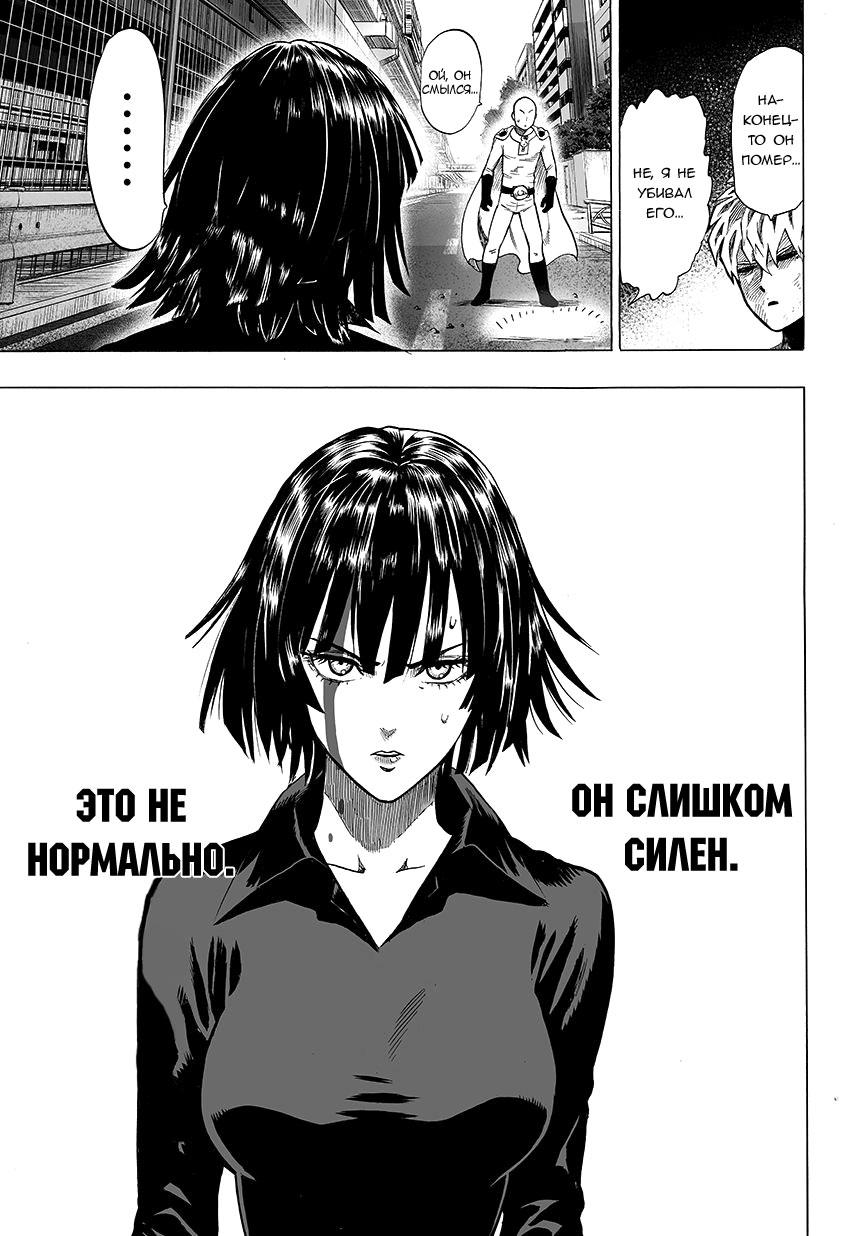 НА-
КОНЕЦ-
ТО ОН
ПОМЕР...
НЕ, Я НЕ
УБИВАЛ
ЕГО...
ОЙ, ОН
СМЫЛСЯ...
......
ОН СЛИШКОМ
СИЛЕН.
ЭТО НЕ
НОРМАЛЬНО.